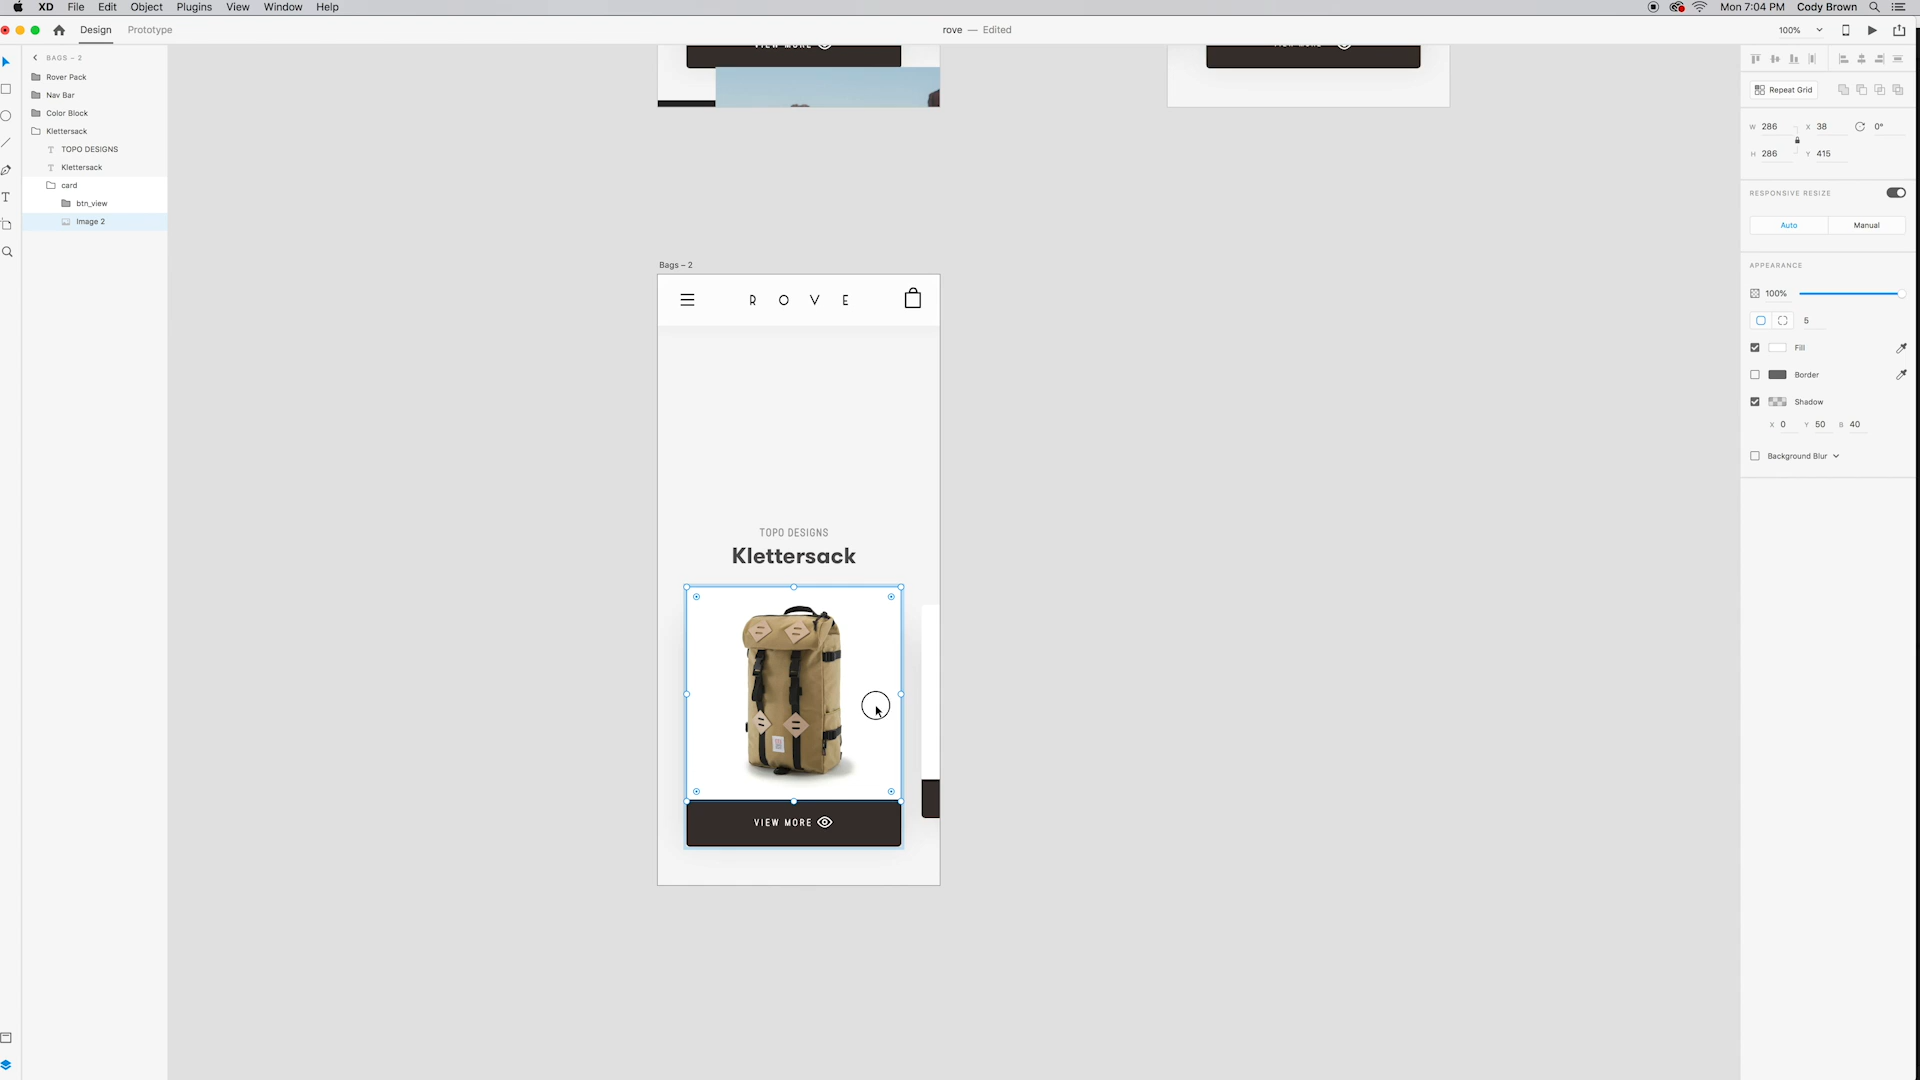 XD File Edit Object Plugins View Window Help
Mon 7:04 PM Cody Brown
Design Prototype
rove — Edited
100%
BAGS – 2
Rover Pack
Nav Bar
Color Block
Klettersack
T TOPO DESIGNS
T Klettersack
card
btn_view
Image 2
VIEW MORE
Bags – 2
R O V E
TOPO DESIGNS
Klettersack
VIEW MORE
Repeat Grid
W 286 X 38 0°
H 286 Y 415
RESPONSIVE RESIZE
Auto Manual
APPEARANCE
100%
5
Fill
Border
Shadow
X 0 Y 50 B 40
Background Blur